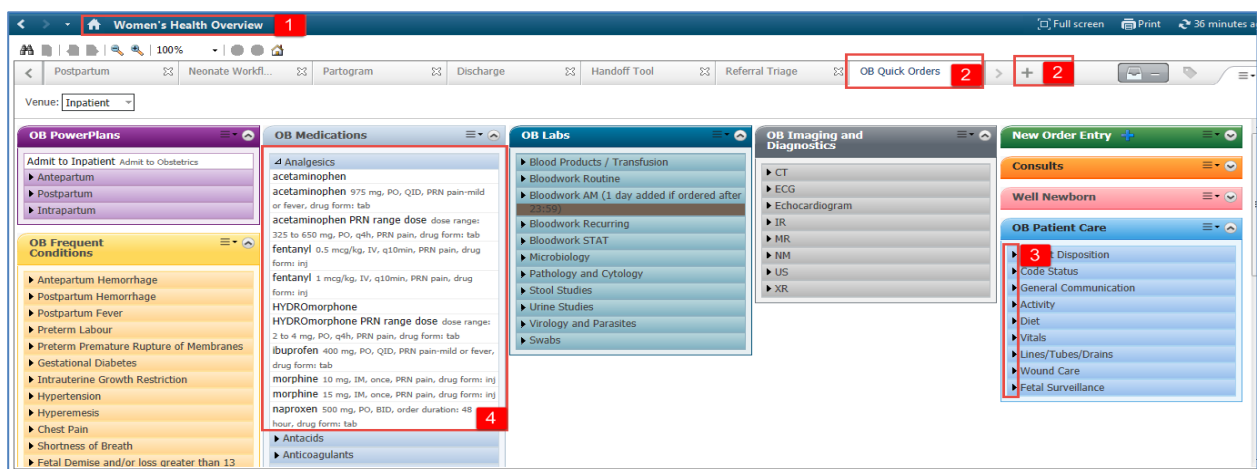 Women's Health Overview 1 Full screen Print 36 minutes a
100%
Postpartum Neonate Workfl... Partogram Discharge Handoff Tool Referral Triage OB Quick Orders 2 + 2
Venue: Inpatient
OB PowerPlans
Admit to Inpatient Admit to Obstetrics
Antepartum
Postpartum
Intrapartum
OB Frequent
Conditions
Antepartum Hemorrhage
Postpartum Hemorrhage
Postpartum Fever
Preterm Labour
Preterm Premature Rupture of Membranes
Gestational Diabetes
Intrauterine Growth Restriction
Hypertension
Hyperemesis
Chest Pain
Shortness of Breath
Fetal Demise and/or loss greater than 13
OB Medications
Analgesics
acetaminophen
acetaminophen 975 mg, PO, QID, PRN pain-mild
or fever, drug form: tab
acetaminophen PRN range dose dose range:
325 to 650 mg, PO, q4h, PRN pain, drug form: tab
fentanyl 0.5 mcg/kg, IV, q10min, PRN pain, drug
form: inj
fentanyl 1 mcg/kg, IV, q10min, PRN pain, drug
form: inj
HYDROmorphone
HYDROmorphone PRN range dose dose range:
2 to 4 mg, PO, q4h, PRN pain, drug form: tab
ibuprofen 400 mg, PO, QID, PRN pain-mild or fever,
drug form: tab
morphine 10 mg, IM, once, PRN pain, drug form: inj
morphine 15 mg, IM, once, PRN pain, drug form: inj
naproxen 500 mg, PO, BID, order duration: 48
hour, drug form: tab
4
Antacids
Anticoagulants
OB Labs
Blood Products / Transfusion
Bloodwork Routine
Bloodwork AM (1 day added if ordered after
23:59)
Bloodwork Recurring
Bloodwork STAT
Microbiology
Pathology and Cytology
Stool Studies
Urine Studies
Virology and Parasites
Swabs
OB Imaging and
Diagnostics
CT
ECG
Echocardiogram
IR
MR
NM
US
XR
New Order Entry
Consults
Well Newborn
OB Patient Care
3 Disposition
Code Status
General Communication
Activity
Diet
Vitals
Lines/Tubes/Drains
Wound Care
Fetal Surveillance